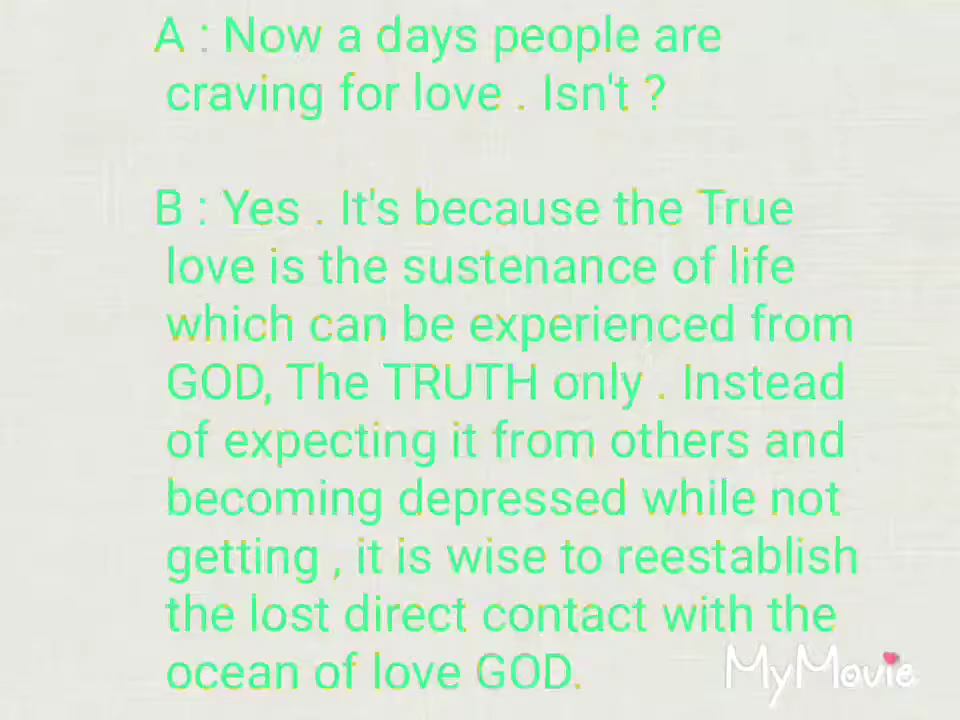 A : Now a days people are
craving for love . Isn't ?
B : Yes . It's because the True
love is the sustenance of life
which can be experienced from
GOD, The TRUTH only . Instead
of expecting it from others and
becoming depressed while not
getting , it is wise to reestablish
the lost direct contact with the
ocean of love GOD.
MyMovie